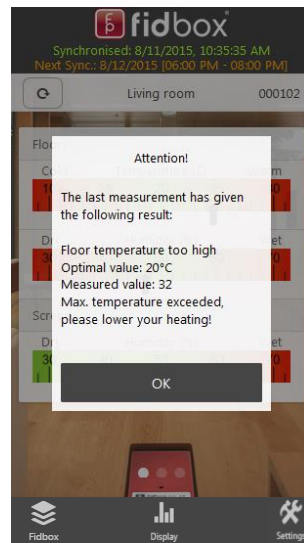 fidbox
Synchronised: 8/11/2015, 10:35:35 AM
Next Sync.: 8/12/2015 [06:00 PM - 08:00 PM]
Living room 000102
Attention!
The last measurement has given
the following result:
Floor temperature too high
Optimal value: 20°C
Measured value: 32
Max. temperature exceeded,
please lower your heating!
OK
Fidbox Display Settings